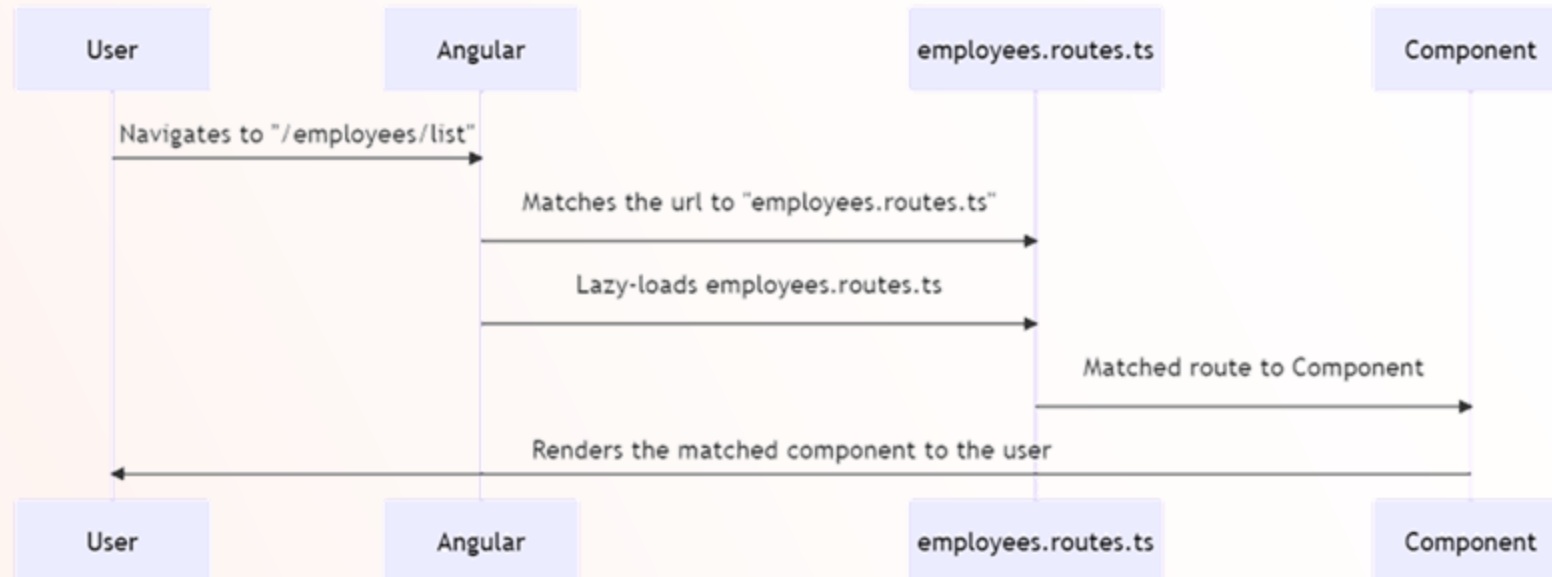 User
Angular
employees.routes.ts
Component
Navigates to "/employees/list"
Matches the url to "employees.routes.ts"
Lazy-loads employees.routes.ts
Matched route to Component
Renders the matched component to the user
User
Angular
employees.routes.ts
Component